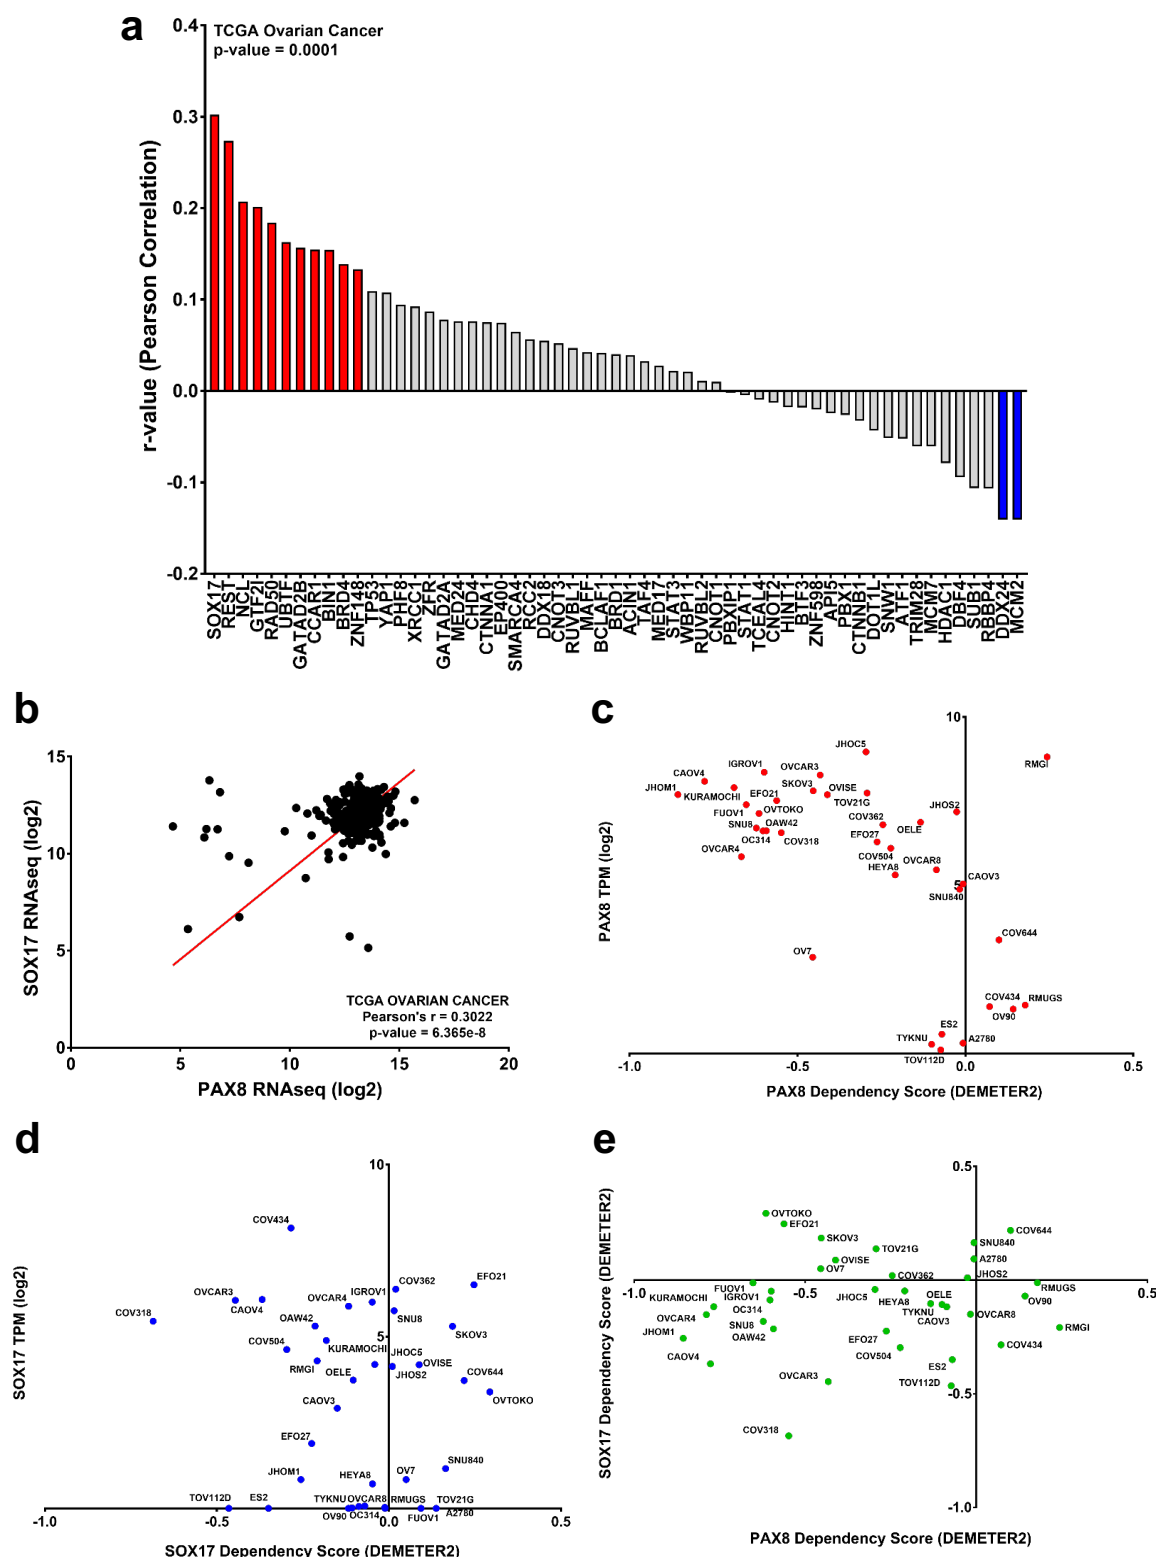 a
TCGA Ovarian Cancer
p-value = 0.0001
r-value (Pearson Correlation)
0.4
0.3
0.2
0.1
0.0
-0.1
-0.2
SOX17
REST
NCL
GTF2I
RAD50
UBTF
GATAD2B
CCAR1
BIN1
BRD4
ZNF148
TP53
YAP1
PHF8
XRCC1
ZFR
GATAD2A
MED24
CHD4
CTNNA1
EP400
SMARCA4
RCC2
DDX18
CNOT3
RUVBL1
MAFF
BCLAF1
BRD1
ACIN1
TAF4
MED17
STAT3
WBP11
RUVBL2
CNOT1
PBXIP1
STAT1
TCEAL4
CNOT2
HINT1
BTF3
ZNF598
API5
PBX1
CTNNB1
DOT1L
SNW1
ATF1
TRIM28
MCM7
HDAC1
DBF4
SUB1
RBBP4
DDX24
MCM2
b
SOX17 RNAseq (log2)
15
10
5
0
0
5
10
15
20
TCGA OVARIAN CANCER
Pearson's r = 0.3022
p-value = 6.365e-8
PAX8 RNAseq (log2)
c
PAX8 TPM (log2)
10
5
JHOC5
RMGI
IGROV1
OVCAR3
CAOV4
SKOV3
OVISE
JHOM1
KURAMOCHI
EFO21
TOV21G
FUOV1
OVTOKO
JHOS2
COV362
SNU8
OAW42
OELE
OC314
COV318
EFO27
OVCAR4
COV504
HEYA8
OVCAR8
CAOV3
SNU840
COV644
OV7
COV434
RMUGS
OV90
ES2
TYKNU
A2780
TOV112D
-1.0
-0.5
0.0
0.5
PAX8 Dependency Score (DEMETER2)
d
SOX17 TPM (log2)
10
5
COV434
COV362
EFO21
OVCAR3
CAOV4
OVCAR4
IGROV1
COV318
OAW42
SNU8
SKOV3
COV504
KURAMOCHI
JHOC5
RMGI
OELE
JHOS2
OVISE
COV644
OVTOKO
CAOV3
EFO27
JHOM1
HEYA8
OV7
SNU840
TOV112D
ES2
TYKNU
OVCAR8
RMUGS
TOV21G
OV90
OC314
FUOV1
A2780
-1.0
-0.5
0.0
0.5
SOX17 Dependency Score (DEMETER2)
e
SOX17 Dependency Score (DEMETER2)
0.5
-0.5
-1.0
OVTOKO
EFO21
SKOV3
TOV21G
OVISE
OV7
COV362
COV644
SNU840
A2780
JHOS2
-1.0
-0.5
0.0
0.5
FUOV1
KURAMOCHI
IGROV1
JHOC5
HEYA8
OELE
TYKNU
CAOV3
RMUGS
OV90
OVCAR8
RMGI
OVCAR4
OC314
SNU8
OAW42
JHOM1
CAOV4
EFO27
COV504
ES2
COV434
OVCAR3
TOV112D
COV318
PAX8 Dependency Score (DEMETER2)